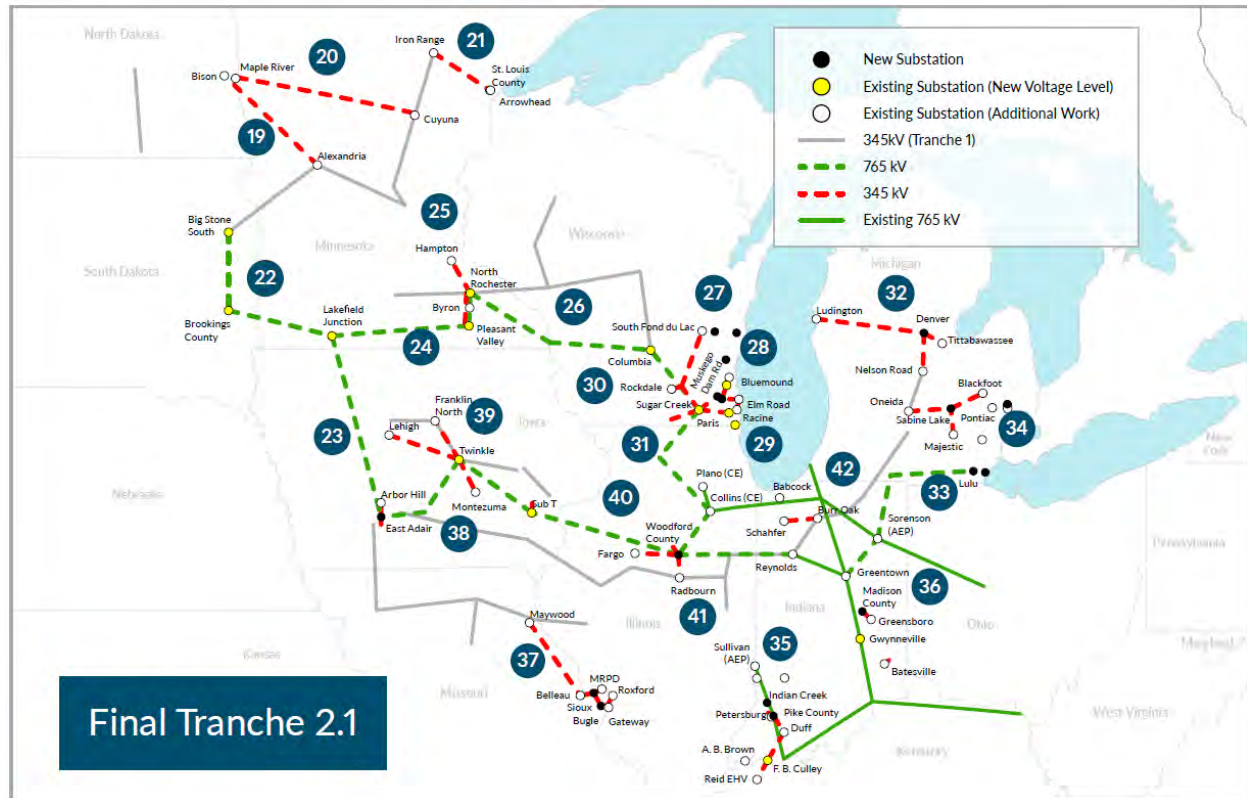 North Dakota
Bison
Maple River
20
Iron Range
21
St. Louis
County
Arrowhead
Cuyuna
19
Alexandria
New Substation
Existing Substation (New Voltage Level)
Existing Substation (Additional Work)
345kV (Tranche 1)
765 kV
345 kV
Existing 765 kV
Big Stone
South
25
Minnesota
Hampton
Wisconsin
Michigan
South Dakota
22
North
Rochester
Byron
26
27
32
Ludington
Denver
Tittabawassee
Brookings
County
Lakefield
Junction
24
Pleasant
Valley
South Fond du Lac
28
Columbia
Muskego
Dam Rd
Bluemound
Nelson Road
30
Rockdale
Blackfoot
Oneida
Sabine Lake
Pontiac
Majestic
34
Sugar Creek
Elm Road
Paris
Racine
29
Franklin
North
39
Lehigh
Iowa
23
Twinkle
31
42
33
Lulu
New York
Nebraska
Arbor Hill
Montezuma
Sub T
40
Plano (CE)
Babcock
Collins (CE)
Burr Oak
Schahfer
Sorenson
(AEP)
East Adair
38
Woodford
County
Fargo
Radbourn
Reynolds
Pennsylvania
Greentown
36
Madison
County
Greensboro
Ohio
Indiana
Maywood
Illinois
41
Gwynneville
Maryland
Kansas
37
Missouri
Sullivan
(AEP)
35
Batesville
MRPD
Belleau
Roxford
Sioux
Bugle
Gateway
Indian Creek
Petersburg
Pike County
Duff
West Virginia
Kentucky
A. B. Brown
F. B. Culley
Reid EHV
Final Tranche 2.1